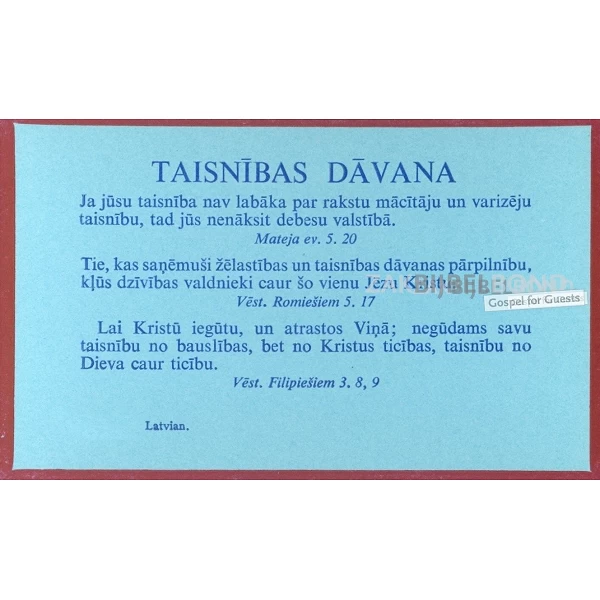 TAISNĪBAS DĀVANA
Ja jūsu taisnība nav labāka par rakstu mācītāju un varizēju
taisnību, tad jūs nenāksit debesu valstībā.
Mateja ev. 5. 20
Tie, kas saņēmuši žēlastības un taisnības dāvanas pārpilnību,
kļūs dzīvības valdnieki caur šo vienu Jēzu Kristus.
Vēst. Romiešiem 5. 17
Gospel for Guests
Lai Kristū iegūtu, un atrastos Viņā; negūdams savu
taisnību no bauslības, bet no Kristus ticības, taisnību no
Dieva caur ticību.
Vēst. Filipiešiem 3. 8, 9
Latvian.